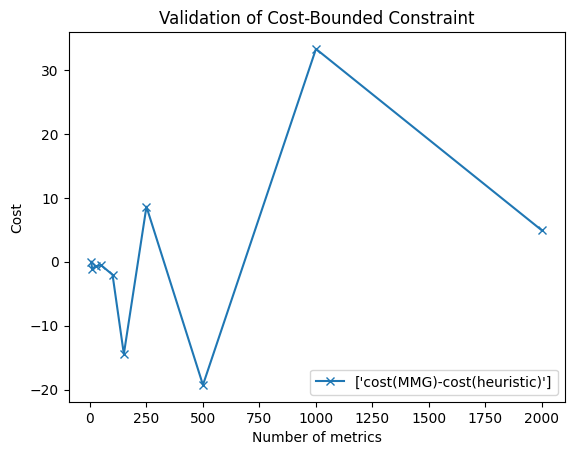 Validation of Cost-Bounded Constraint
30
20
10
0
−10
−20
Cost
['cost(MMG)-cost(heuristic)']
0 250 500 750 1000 1250 1500 1750 2000
Number of metrics